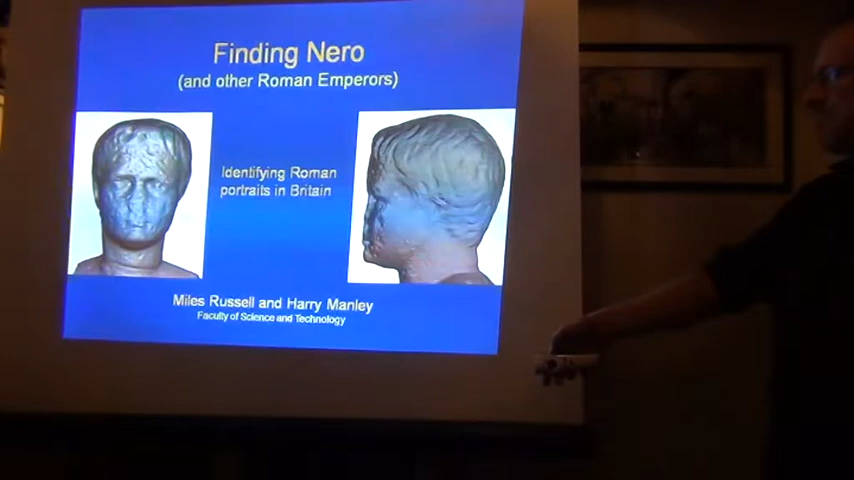 Finding Nero
(and other Roman Emperors)
Identifying Roman
portraits in Britain
Miles Russell and Harry Manley
Faculty of Science and Technology